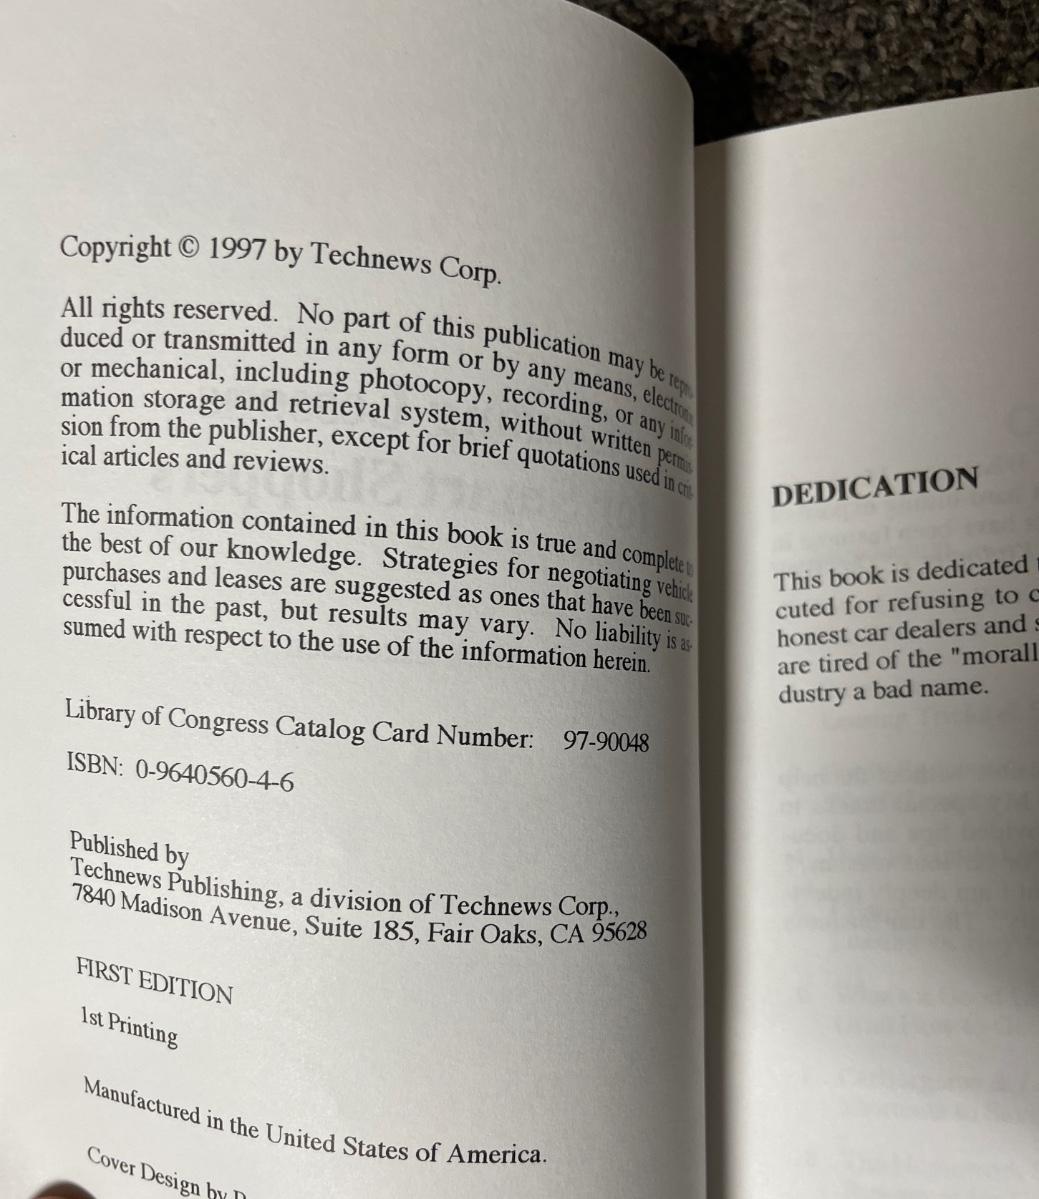 Copyright © 1997 by Technews Corp.
All rights reserved. No part of this publication may be repro-
duced or transmitted in any form or by any means, electronic
or mechanical, including photocopy, recording, or any infor-
mation storage and retrieval system, without written permis-
sion from the publisher, except for brief quotations used in crit-
ical articles and reviews.
The information contained in this book is true and complete to
the best of our knowledge. Strategies for negotiating vehicle
purchases and leases are suggested as ones that have been suc-
cessful in the past, but results may vary. No liability is as-
sumed with respect to the use of the information herein.
Library of Congress Catalog Card Number: 97-90048
ISBN: 0-9640560-4-6
Published by
Technews Publishing, a division of Technews Corp.,
7840 Madison Avenue, Suite 185, Fair Oaks, CA 95628
FIRST EDITION
1st Printing
Manufactured in the United States of America.
Cover Design by
DEDICATION
This book is dedicated
cuted for refusing to
honest car dealers and
are tired of the "morall
dustry a bad name.